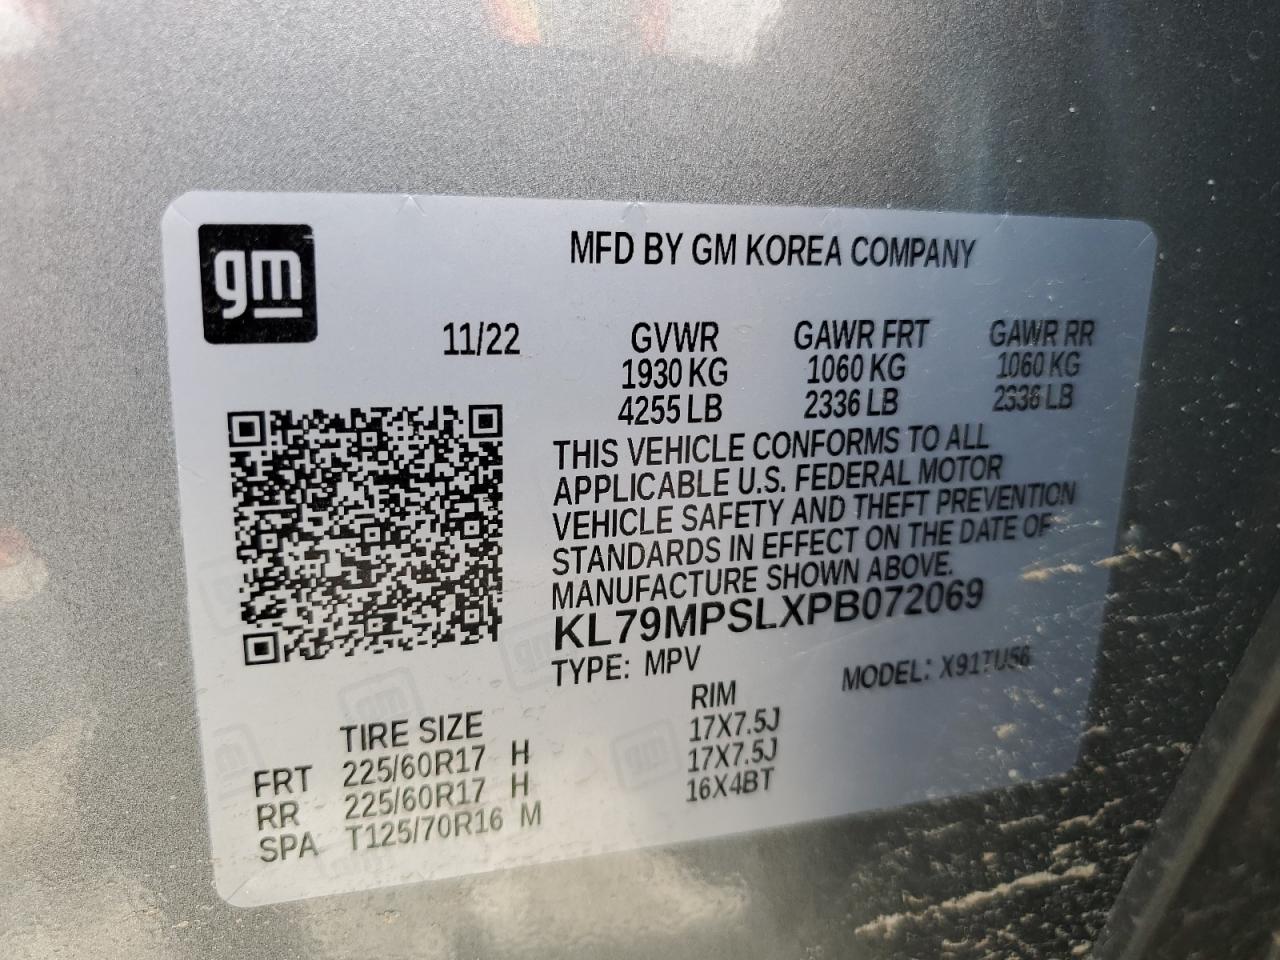 gm
MFD BY GM KOREA COMPANY
11/22 GVWR GAWR FRT GAWR RR
1930 KG 1060 KG 1060 KG
4255 LB 2336 LB 2336 LB
THIS VEHICLE CONFORMS TO ALL
APPLICABLE U.S. FEDERAL MOTOR
VEHICLE SAFETY AND THEFT PREVENTION
STANDARDS IN EFFECT ON THE DATE OF
MANUFACTURE SHOWN ABOVE.
KL79MPSLXPB072069
TYPE: MPV MODEL: X91TU56
TIRE SIZE RIM
FRT 225/60R17 H 17X7.5J
RR 225/60R17 H 17X7.5J
SPA T125/70R16 M 16X4BT